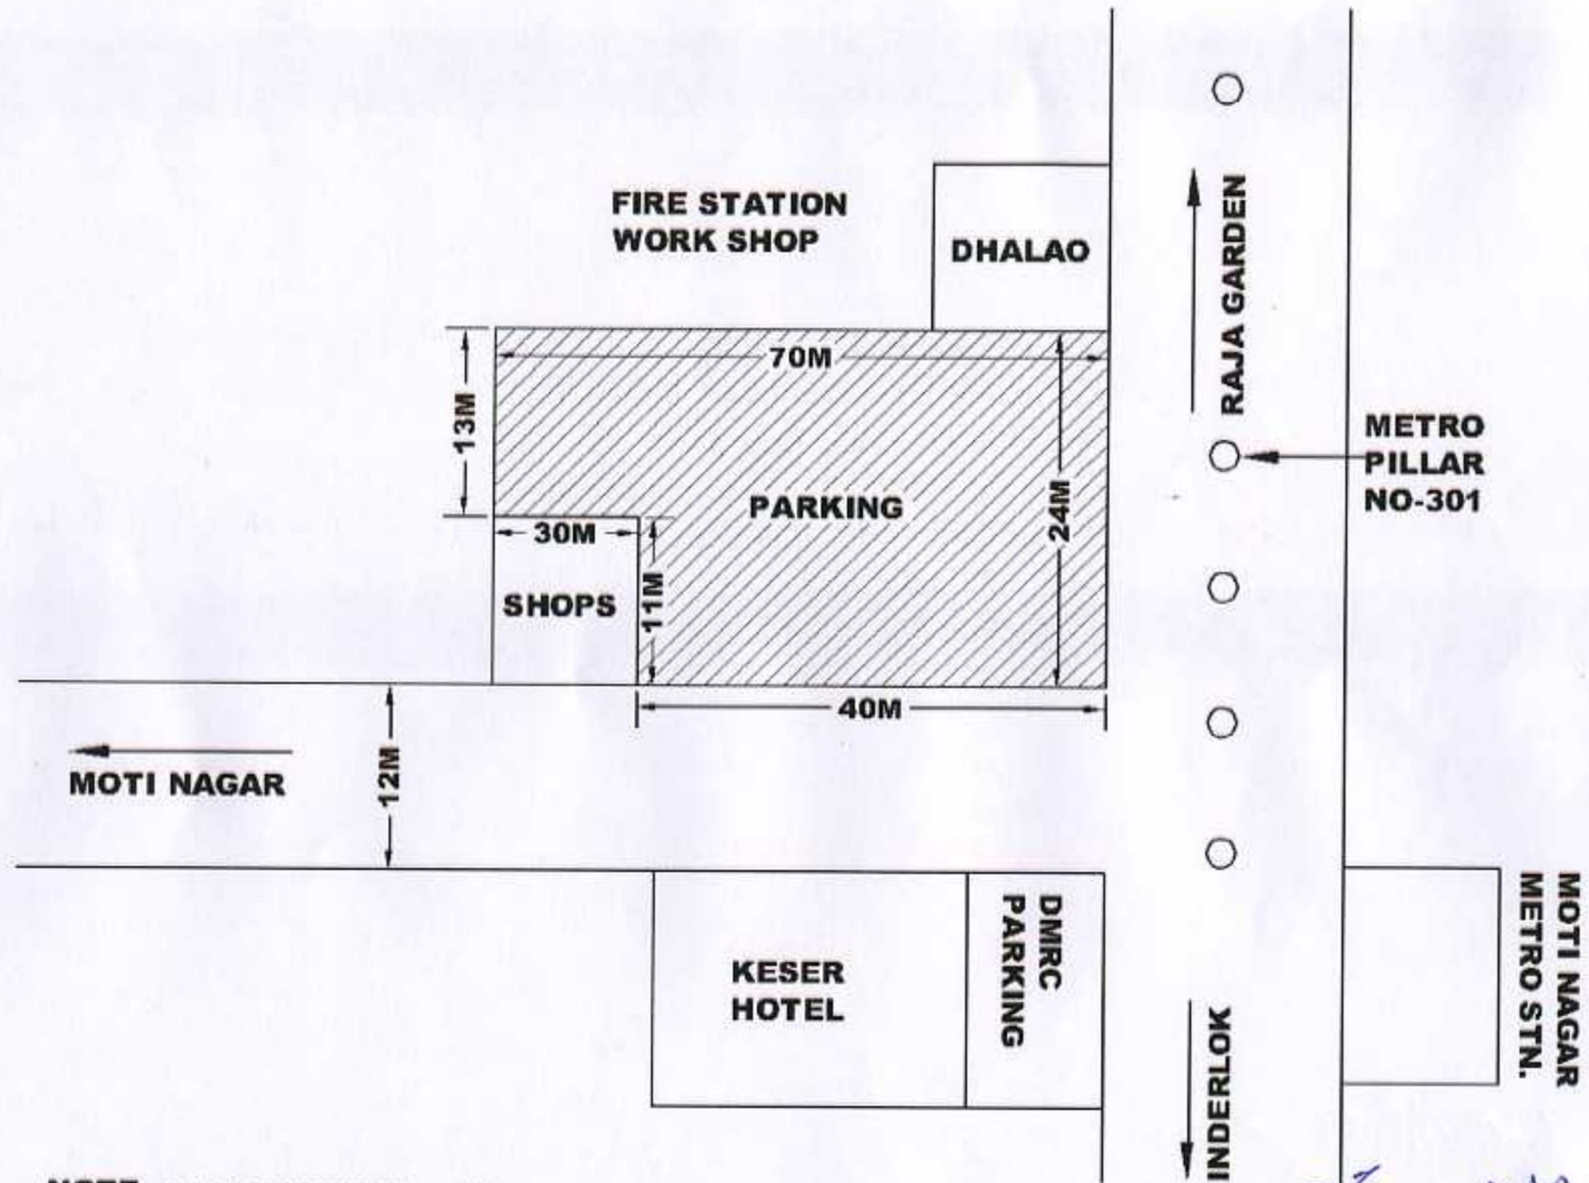 FIRE STATION
WORK SHOP
DHALAO
RAJA GARDEN
70M
13M
METRO
PILLAR
NO-301
PARKING
24M
30M
SHOPS
11M
40M
MOTI NAGAR
12M
KESER
HOTEL
DMRC
PARKING
MOTI NAGAR
METRO STN.
INDERLOK